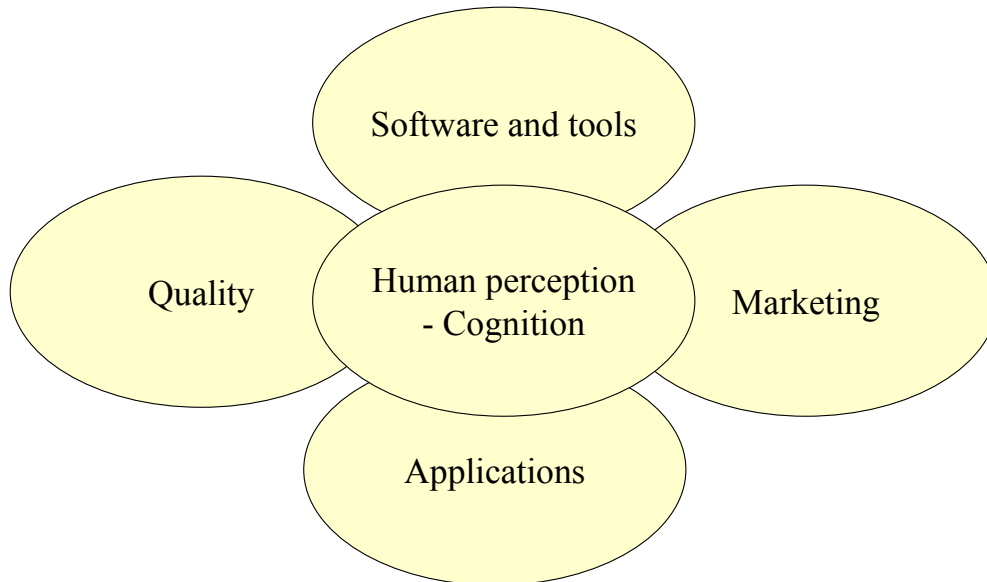 Software and tools
Quality
Human perception
- Cognition
Marketing
Applications